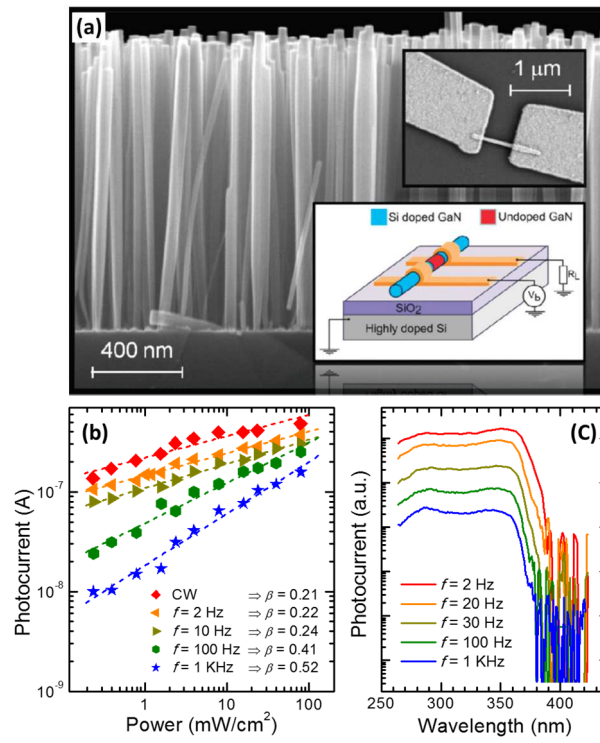 (a)
1 μm
Si doped GaN
Undoped GaN
R_L
V_b
SiO₂
Highly doped Si
400 nm
(b)
10⁻⁷
10⁻⁸
10⁻⁹
Photocurrent (A)
CW ⇒ β = 0.21
f = 2 Hz ⇒ β = 0.22
f = 10 Hz ⇒ β = 0.24
f = 100 Hz ⇒ β = 0.41
f = 1 KHz ⇒ β = 0.52
1 10 100
Power (mW/cm²)
(C)
Photocurrent (a.u.)
f = 2 Hz
f = 20 Hz
f = 30 Hz
f = 100 Hz
f = 1 KHz
250 300 350 400
Wavelength (nm)